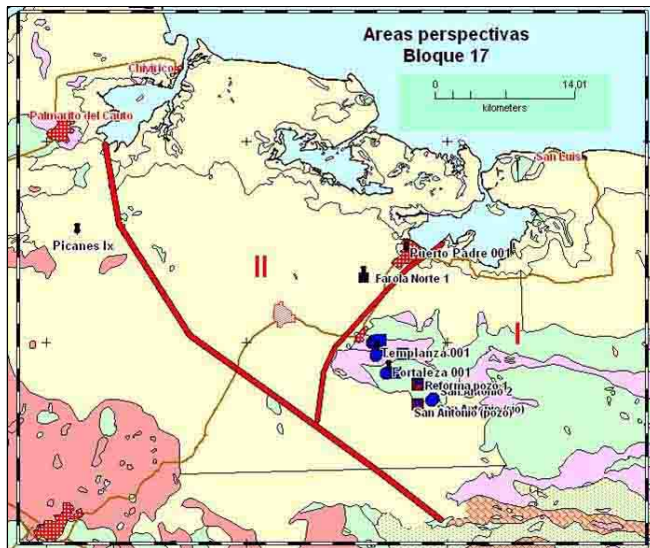 Areas perspectivas
Bloque 17
0
14,01
kilometers
Chivirico
Palmarito del Cauto
San Luis
Picanes Ix
Puerto Padre 001
II
Farola Norte 1
I
Templanza 001
Fortaleza 001
Reforma pozo 1
San Antonio 2
San Antonio (pozo)